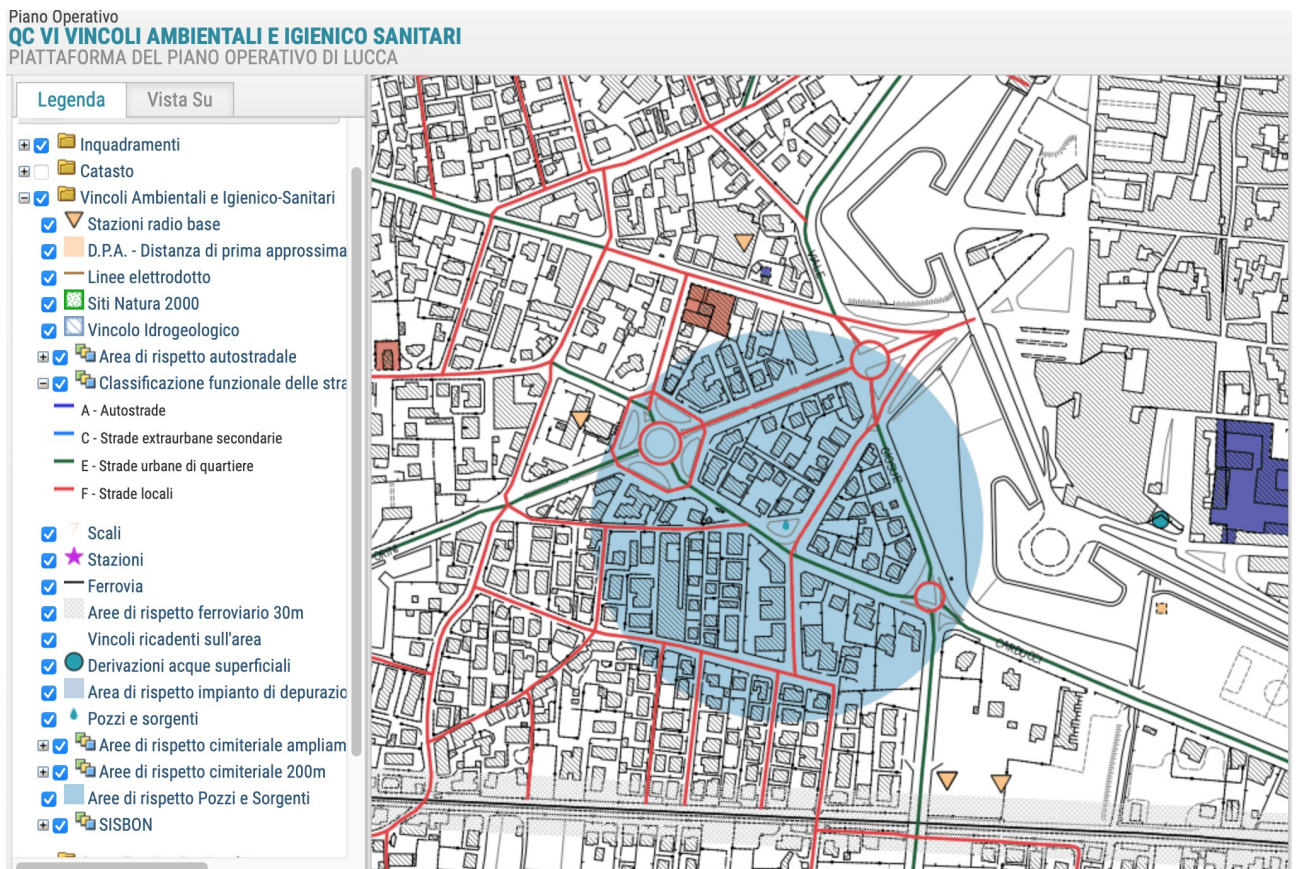 Piano Operativo
QC VI VINCOLI AMBIENTALI E IGIENICO SANITARI
PIATTAFORMA DEL PIANO OPERATIVO DI LUCCA
Legenda
Vista Su
Inquadramenti
Catasto
Vincoli Ambientali e Igienico-Sanitari
Stazioni radio base
D.P.A. - Distanza di prima approssima
Linee elettrodotto
Siti Natura 2000
Vincolo Idrogeologico
Area di rispetto autostradale
Classificazione funzionale delle stra
A - Autostrade
C - Strade extraurbane secondarie
E - Strade urbane di quartiere
F - Strade locali
Scali
Stazioni
Ferrovia
Aree di rispetto ferroviario 30m
Vincoli ricadenti sull'area
Derivazioni acque superficiali
Area di rispetto impianto di depurazio
Pozzi e sorgenti
Aree di rispetto cimiteriale ampliam
Aree di rispetto cimiteriale 200m
Aree di rispetto Pozzi e Sorgenti
SISBON
VIALE
CARDUCCI